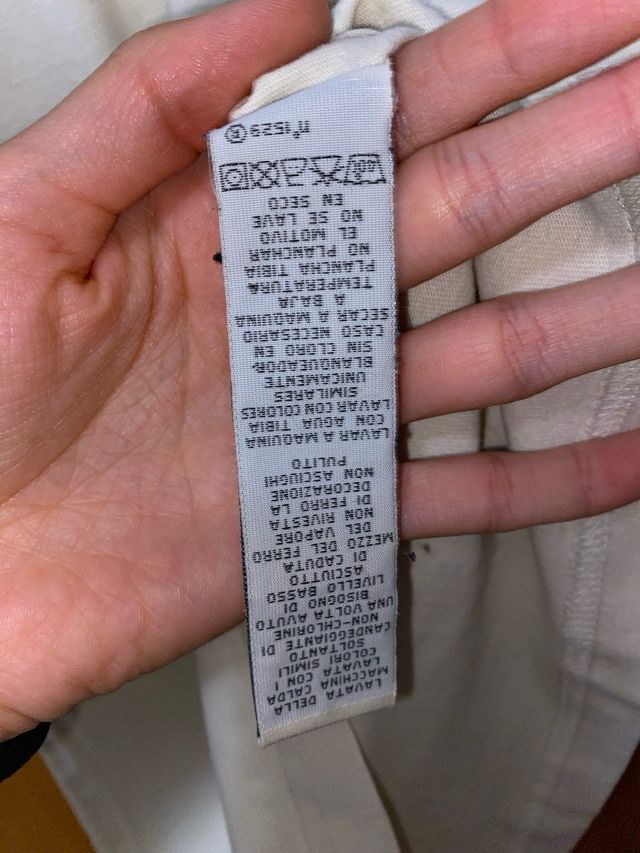 LAVATA DELLA
MACCHINA CALDA
LAVATA CON I
COLORI SIMILI
SOLTANTO
CANDEGGIANTE DI
NON-CHLORINE
UNA VOLTA AVUTO
BISOGNO DI
LIVELLO BASSO
ASCIUTTO
DI CADUTA
MEZZO DEL FERRO
DEL VAPORE
NON RIVESTA
DI FERRO LA
DECORAZIONE
NON ASCIUGHI
PULITO
LAVAR A MAQUINA
CON AGUA TIBIA
LAVAR CON COLORES
SIMILARES
UNICAMENTE
BLANQUEADOR-
SIN CLORO EN
CASO NECESARIO
SECAR A MAQUINA
A BAJA
TEMPERATURA
PLANCHA TIBIA
NO PLANCHAR
EL MOTIVO
NO SE LAVE
EN SECO
n°1529 ®